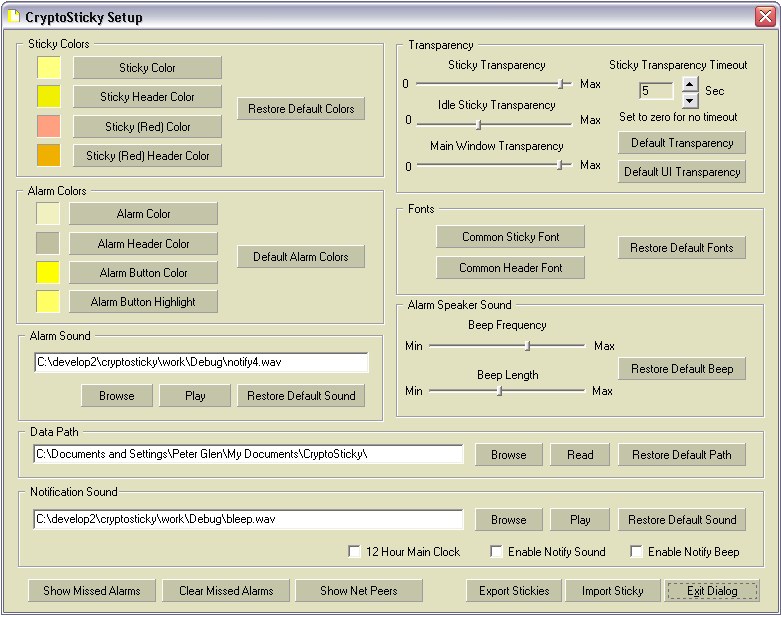 CryptoSticky Setup
Sticky Colors
Sticky Color
Sticky Header Color
Sticky (Red) Color
Sticky (Red) Header Color
Restore Default Colors
Transparency
Sticky Transparency
0
Max
Idle Sticky Transparency
0
Max
Main Window Transparency
0
Max
Sticky Transparency Timeout
5
Sec
Set to zero for no timeout
Default Transparency
Default UI Transparency
Alarm Colors
Alarm Color
Alarm Header Color
Alarm Button Color
Alarm Button Highlight
Default Alarm Colors
Fonts
Common Sticky Font
Common Header Font
Restore Default Fonts
Alarm Speaker Sound
Beep Frequency
Min
Max
Beep Length
Min
Max
Restore Default Beep
Alarm Sound
C:\develop2\cryptosticky\work\Debug\notify4.wav
Browse
Play
Restore Default Sound
Data Path
C:\Documents and Settings\Peter Glen\My Documents\CryptoSticky\
Browse
Read
Restore Default Path
Notification Sound
C:\develop2\cryptosticky\work\Debug\bleep.wav
Browse
Play
Restore Default Sound
12 Hour Main Clock
Enable Notify Sound
Enable Notify Beep
Show Missed Alarms
Clear Missed Alarms
Show Net Peers
Export Stickies
Import Sticky
Exit Dialog